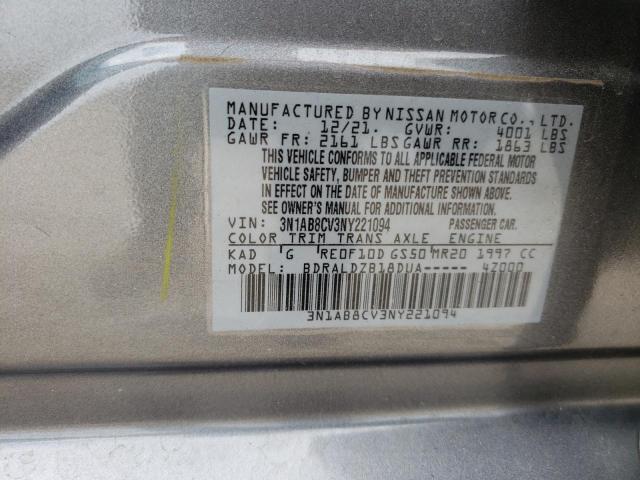 MANUFACTURED BY NISSAN MOTOR CO., LTD.
DATE: 12/21. GVWR: 4001 LBS
GAWR FR: 2161 LBS GAWR RR: 1863 LBS
THIS VEHICLE CONFORMS TO ALL APPLICABLE FEDERAL MOTOR
VEHICLE SAFETY, BUMPER AND THEFT PREVENTION STANDARDS
IN EFFECT ON THE DATE OF MANUFACTURE SHOWN ABOVE.
SEE OWNER'S MANUAL FOR ADDITIONAL INFORMATION.
VIN: 3N1AB8CV3NY221094 PASSENGER CAR.
COLOR TRIM TRANS AXLE ENGINE
KAD G RE0F10D GS50 MR20 1997 CC
MODEL: BDRALDZB18DUA----- 4Z000
3N1AB8CV3NY221094